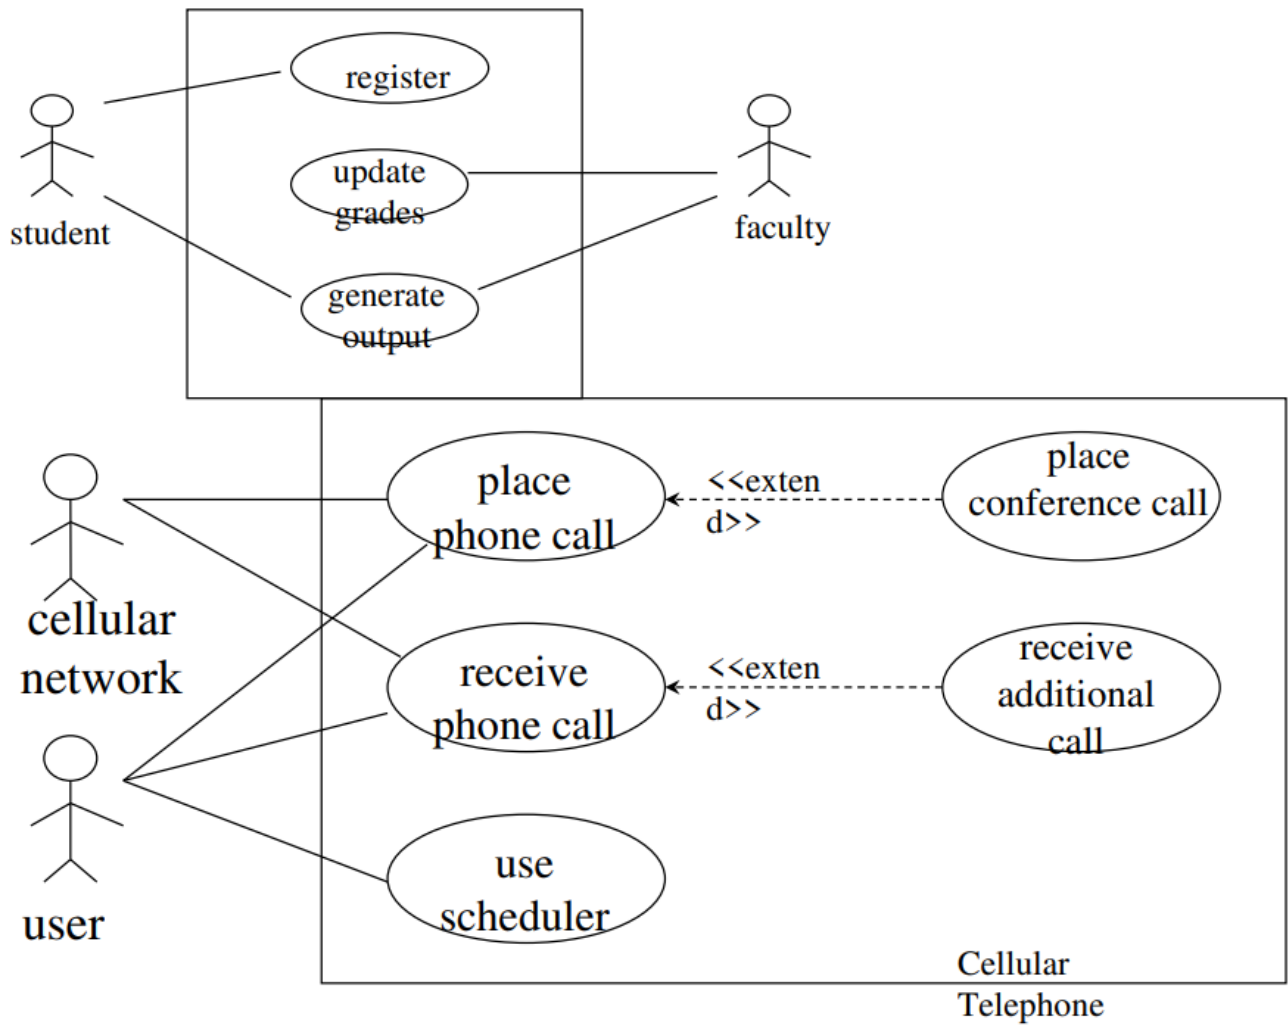 register
update
grades
student
faculty
generate
output
place
phone call
<<exten
d>>
place
conference call
cellular
network
receive
phone call
<<exten
d>>
receive
additional
call
user
use
scheduler
Cellular
Telephone